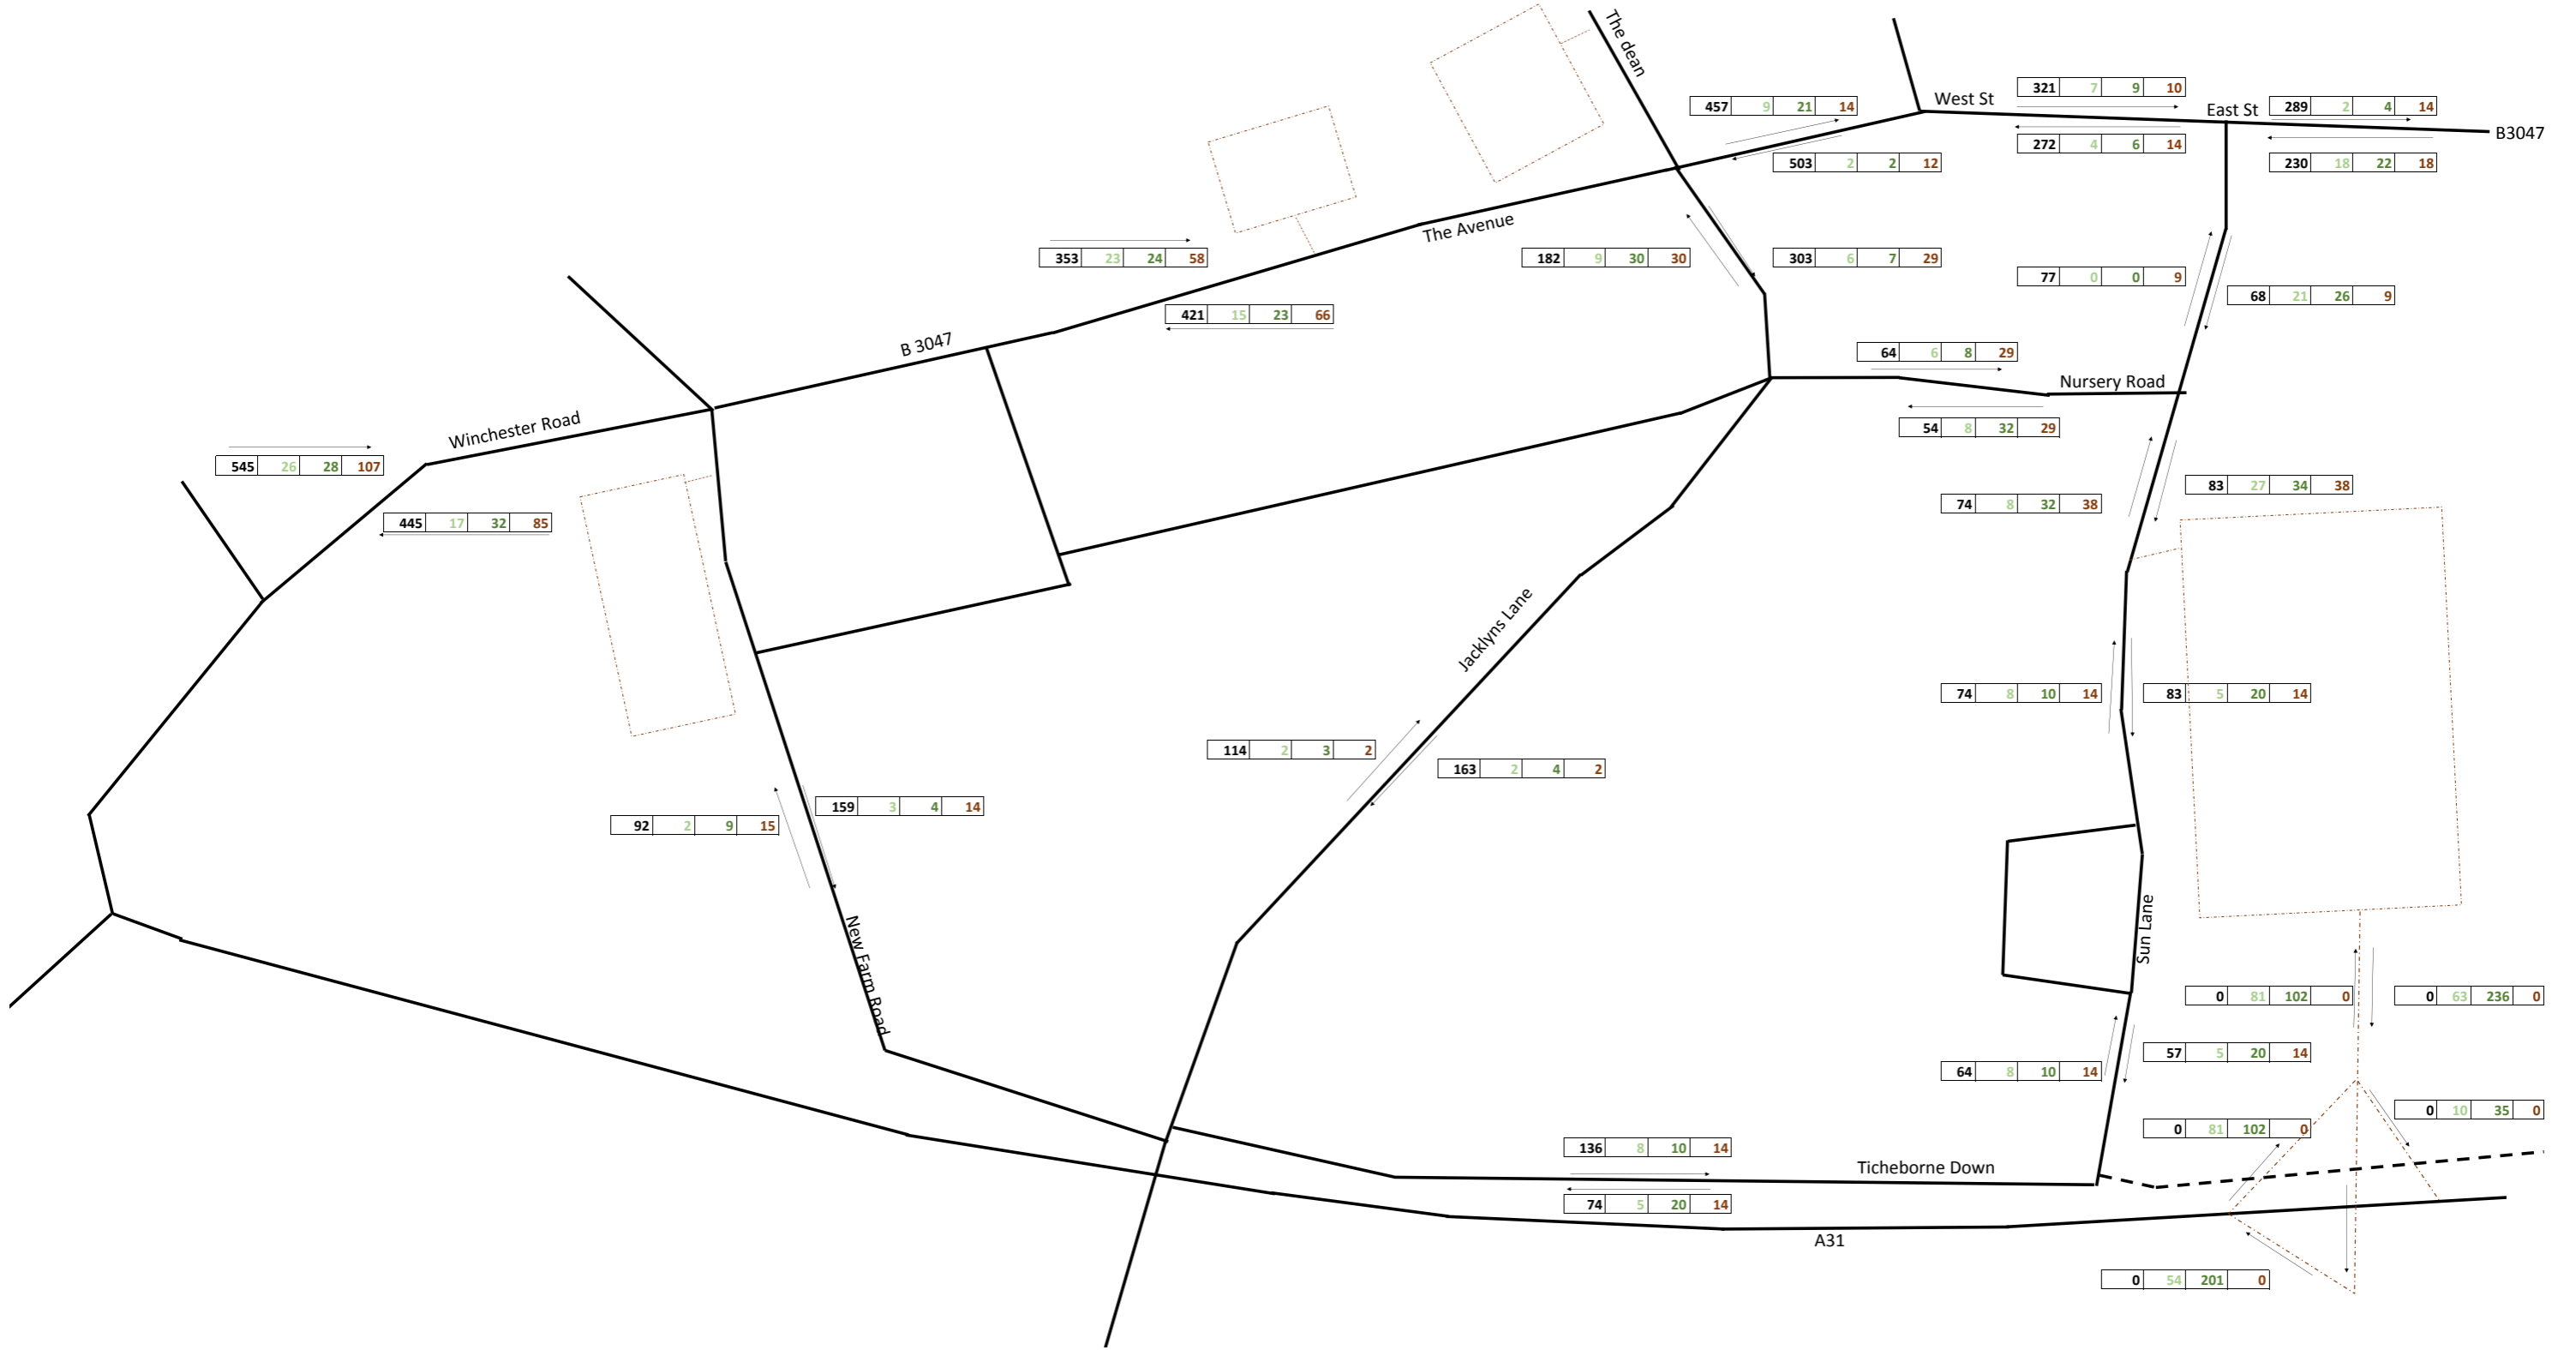 The dean
321 7 9 10
457 9 21 14
West St
East St
289 2 4 14
B3047
272 4 6 14
503 2 2 12
230 18 22 18
The Avenue
353 23 24 58
182 9 30 30
303 6 7 29
77 0 0 9
68 21 26 9
421 15 23 66
B 3047
64 6 8 29
Nursery Road
Winchester Road
54 8 32 29
545 26 28 107
83 27 34 38
74 8 32 38
445 17 32 85
Jacklyns Lane
74 8 10 14
83 5 20 14
114 2 3 2
163 2 4 2
159 3 4 14
92 2 9 15
Sun Lane
New Farm Road
0 81 102 0
0 63 236 0
57 5 20 14
64 8 10 14
0 10 35 0
0 81 102 0
136 8 10 14
Ticheborne Down
74 5 20 14
A31
0 54 201 0